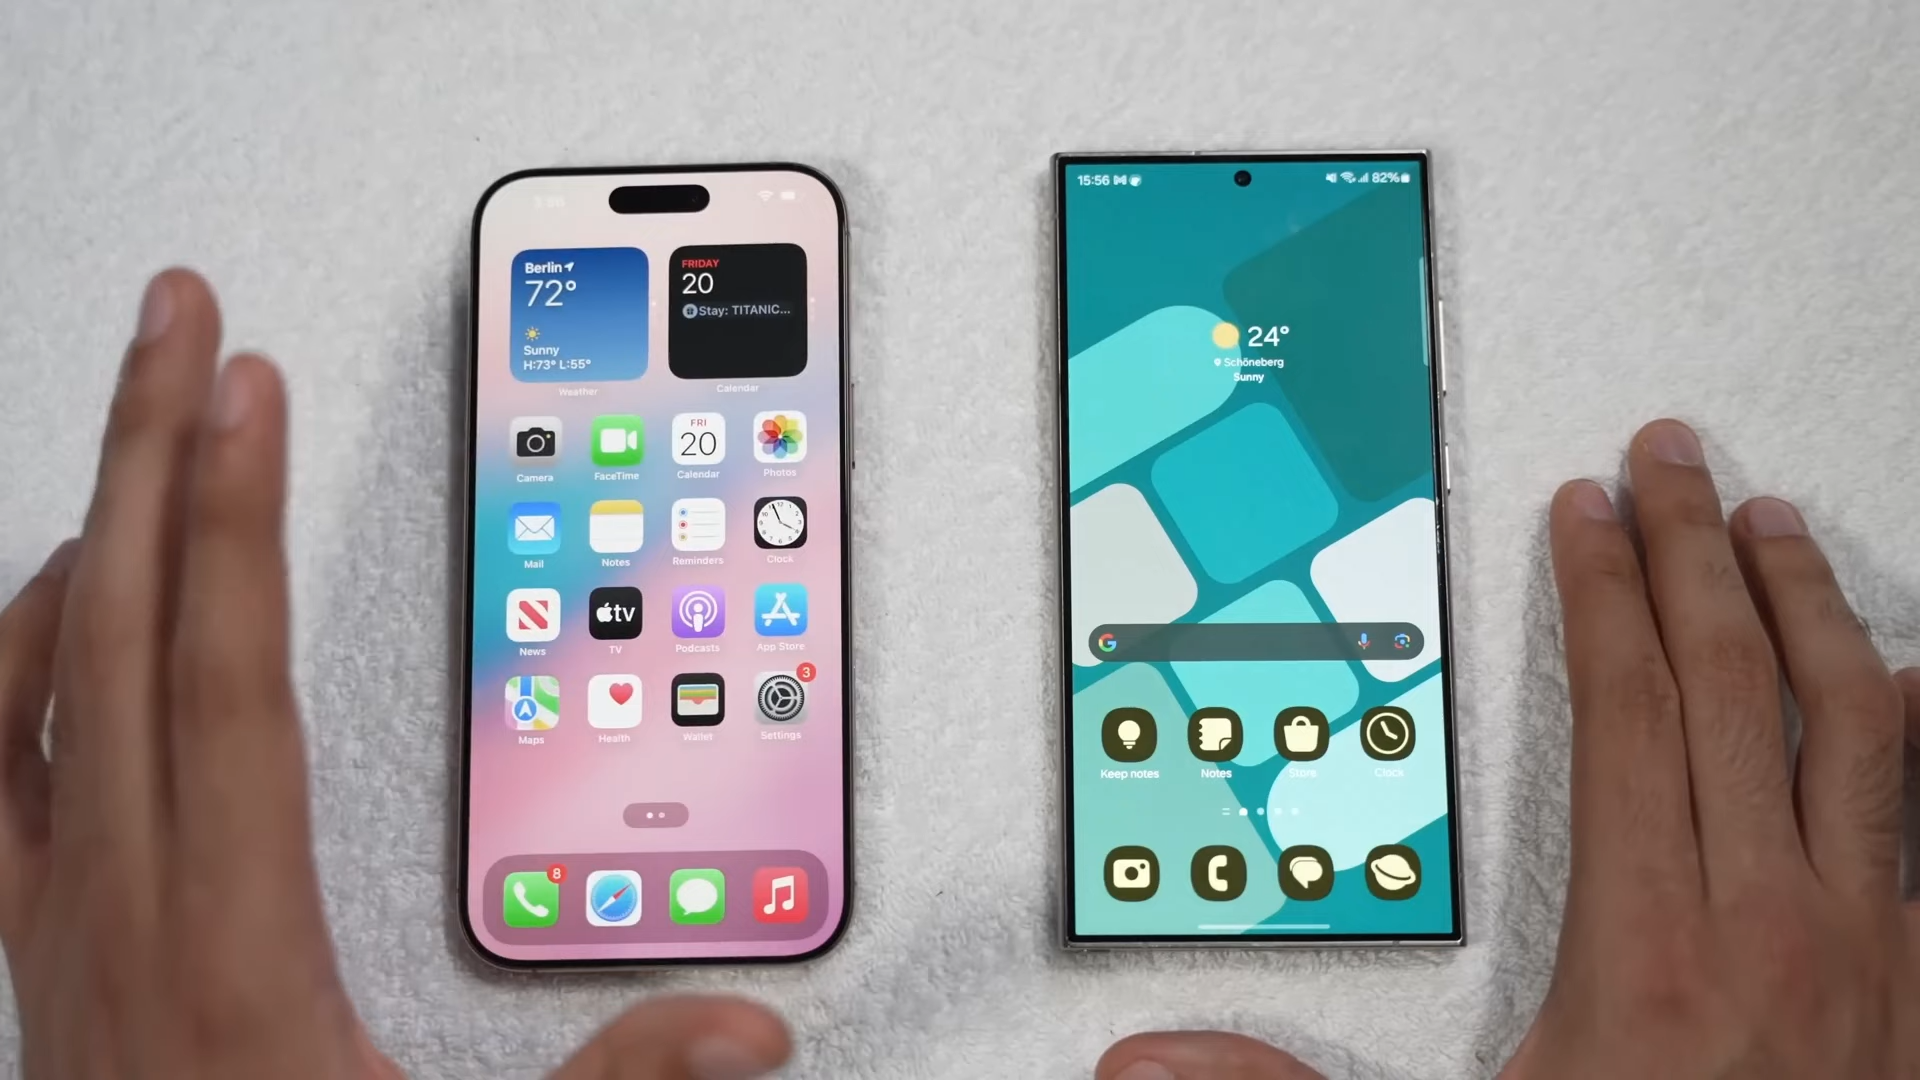 Berlin
72°
Sunny
H:73° L:55°
Weather
FRIDAY
20
Stay: TITANIC...
Calendar
Camera
FaceTime
FRI
20
Calendar
Photos
Mail
Notes
Reminders
Clock
News
tv
TV
Podcasts
App Store
Maps
Health
Wallet
3
Settings
8
15:56
82%
24°
Schöneberg
Sunny
G
Keep notes
Notes
Store
Clock